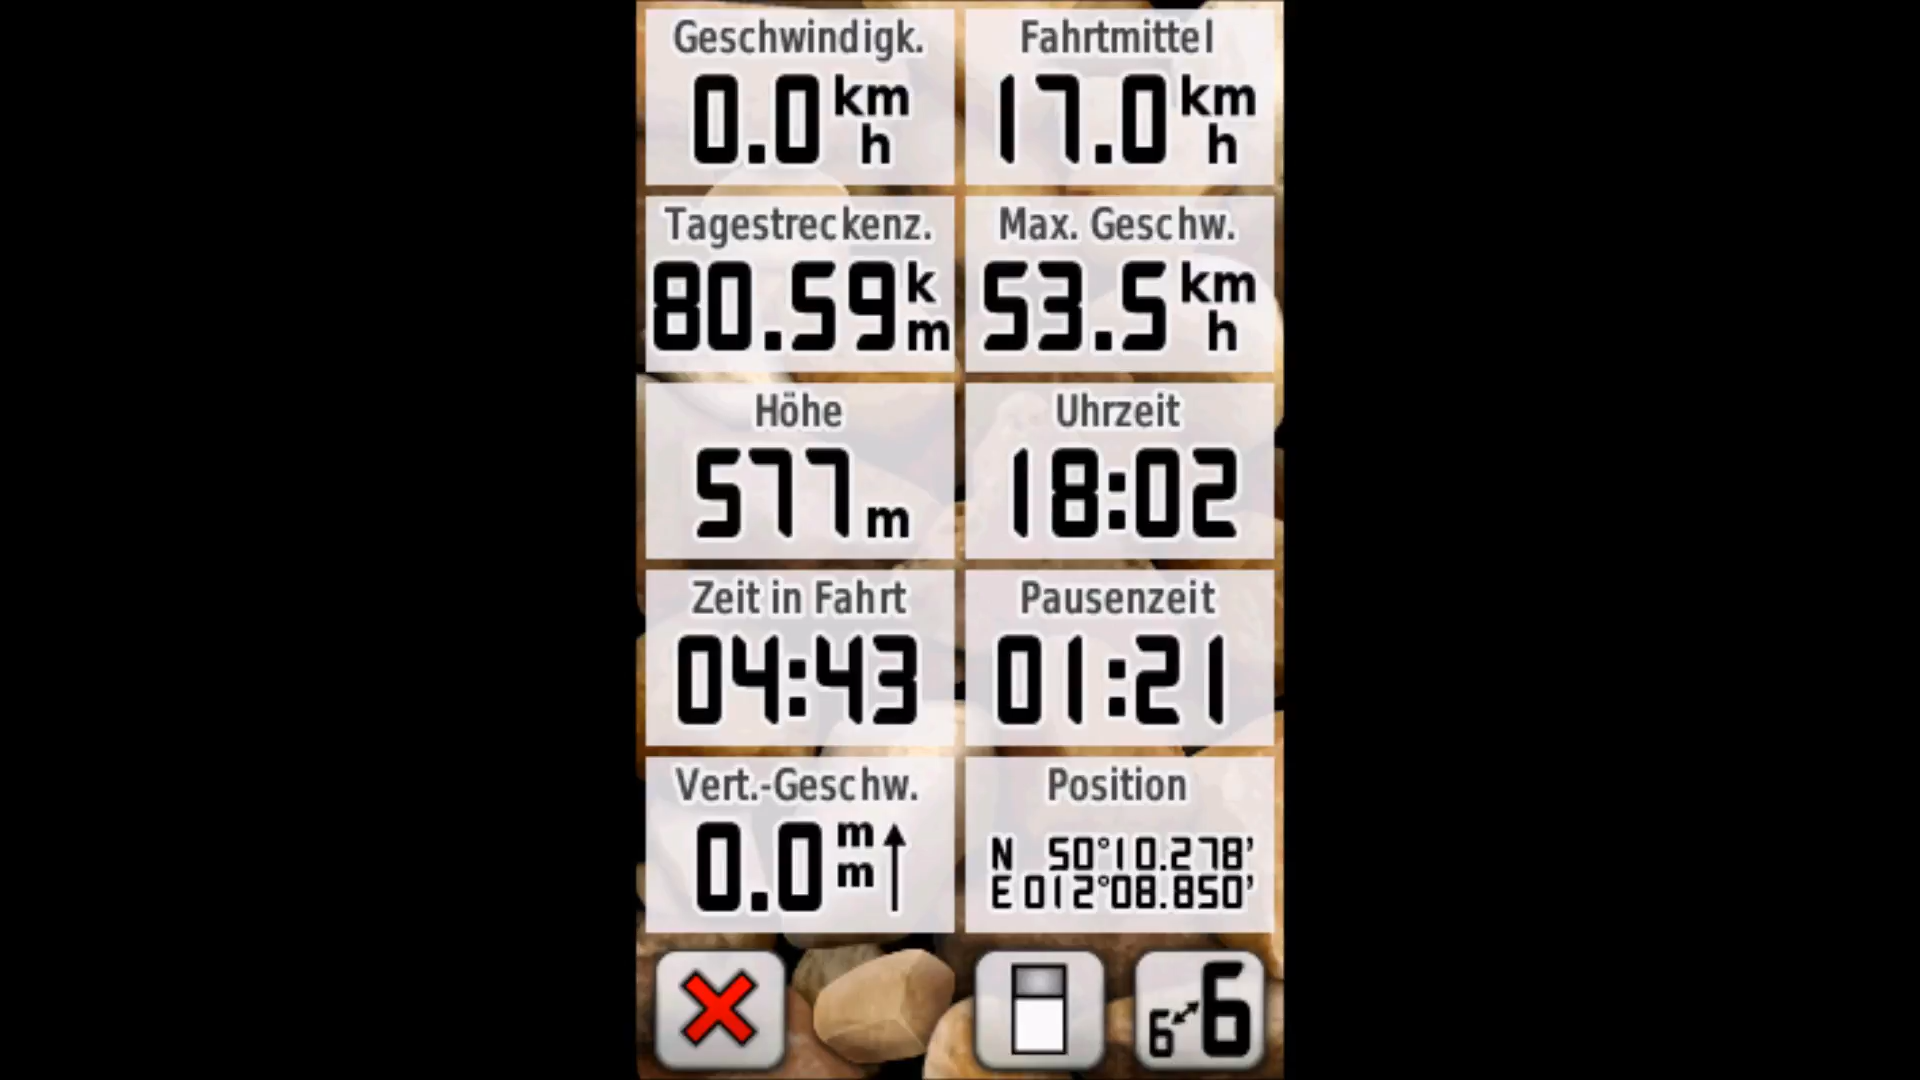 Geschwindigk.
0.0 km
h
Fahrtmittel
17.0 km
h
Tagestreckenz.
80.59 k
m
Max. Geschw.
53.5 km
h
Höhe
577 m
Uhrzeit
18:02
Zeit in Fahrt
04:43
Pausenzeit
01:21
Vert.-Geschw.
0.0 m
m
Position
N 50°10.278'
E 012°08.850'
6 6